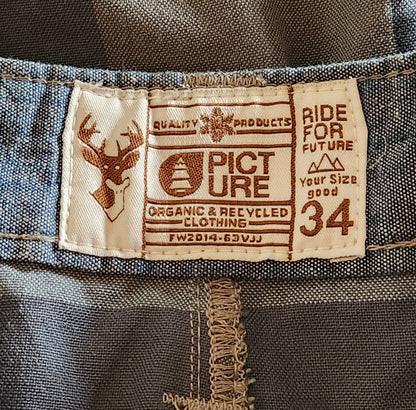 QUALITY PRODUCTS
PICT
URE
ORGANIC & RECYCLED
CLOTHING
FW2014-63VJJ
RIDE
FOR
FUTURE
Your Size
good
34